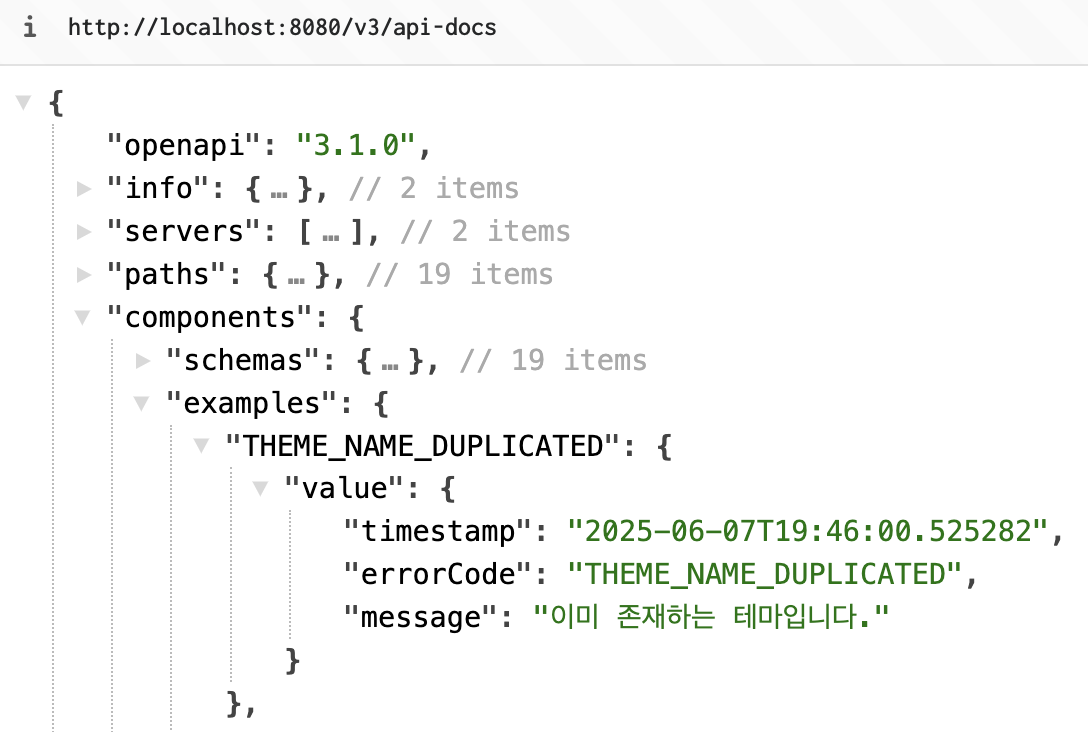 i http://localhost:8080/v3/api-docs
▼ {
"openapi": "3.1.0",
▶ "info": { … }, // 2 items
▶ "servers": [ … ], // 2 items
▶ "paths": { … }, // 19 items
▼ "components": {
▶ "schemas": { … }, // 19 items
▼ "examples": {
▼ "THEME_NAME_DUPLICATED": {
▼ "value": {
"timestamp": "2025-06-07T19:46:00.525282",
"errorCode": "THEME_NAME_DUPLICATED",
"message": "이미 존재하는 테마입니다."
}
},